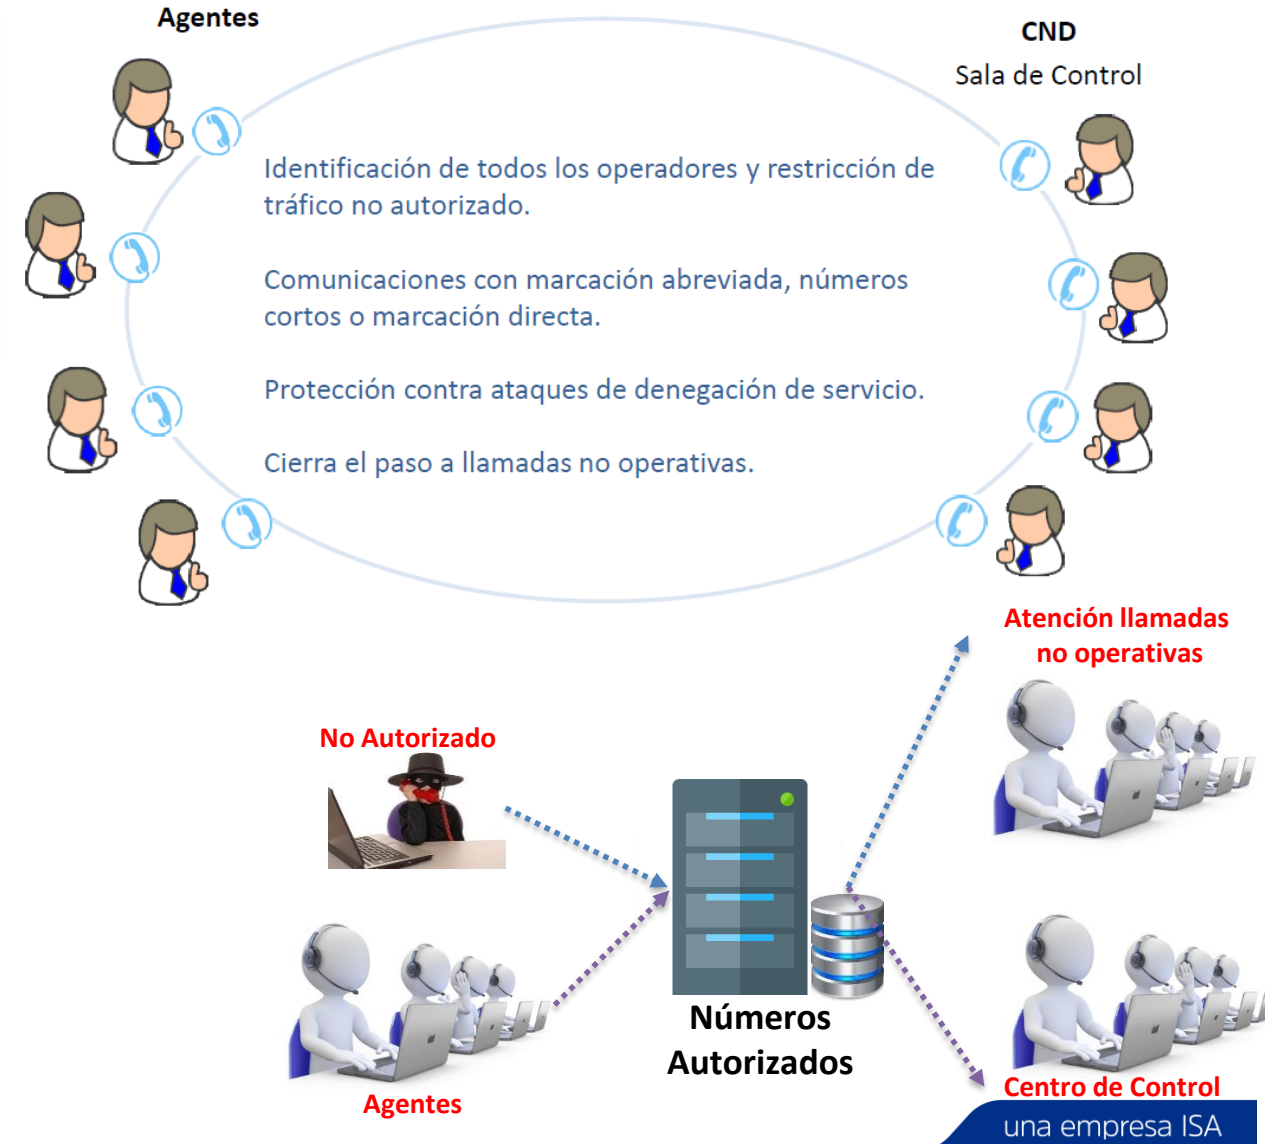 Agentes
CND
Sala de Control
Identificación de todos los operadores y restricción de
tráfico no autorizado.
Comunicaciones con marcación abreviada, números
cortos o marcación directa.
Protección contra ataques de denegación de servicio.
Cierra el paso a llamadas no operativas.
Atención llamadas
no operativas
No Autorizado
Números
Autorizados
Agentes
Centro de Control
una empresa ISA